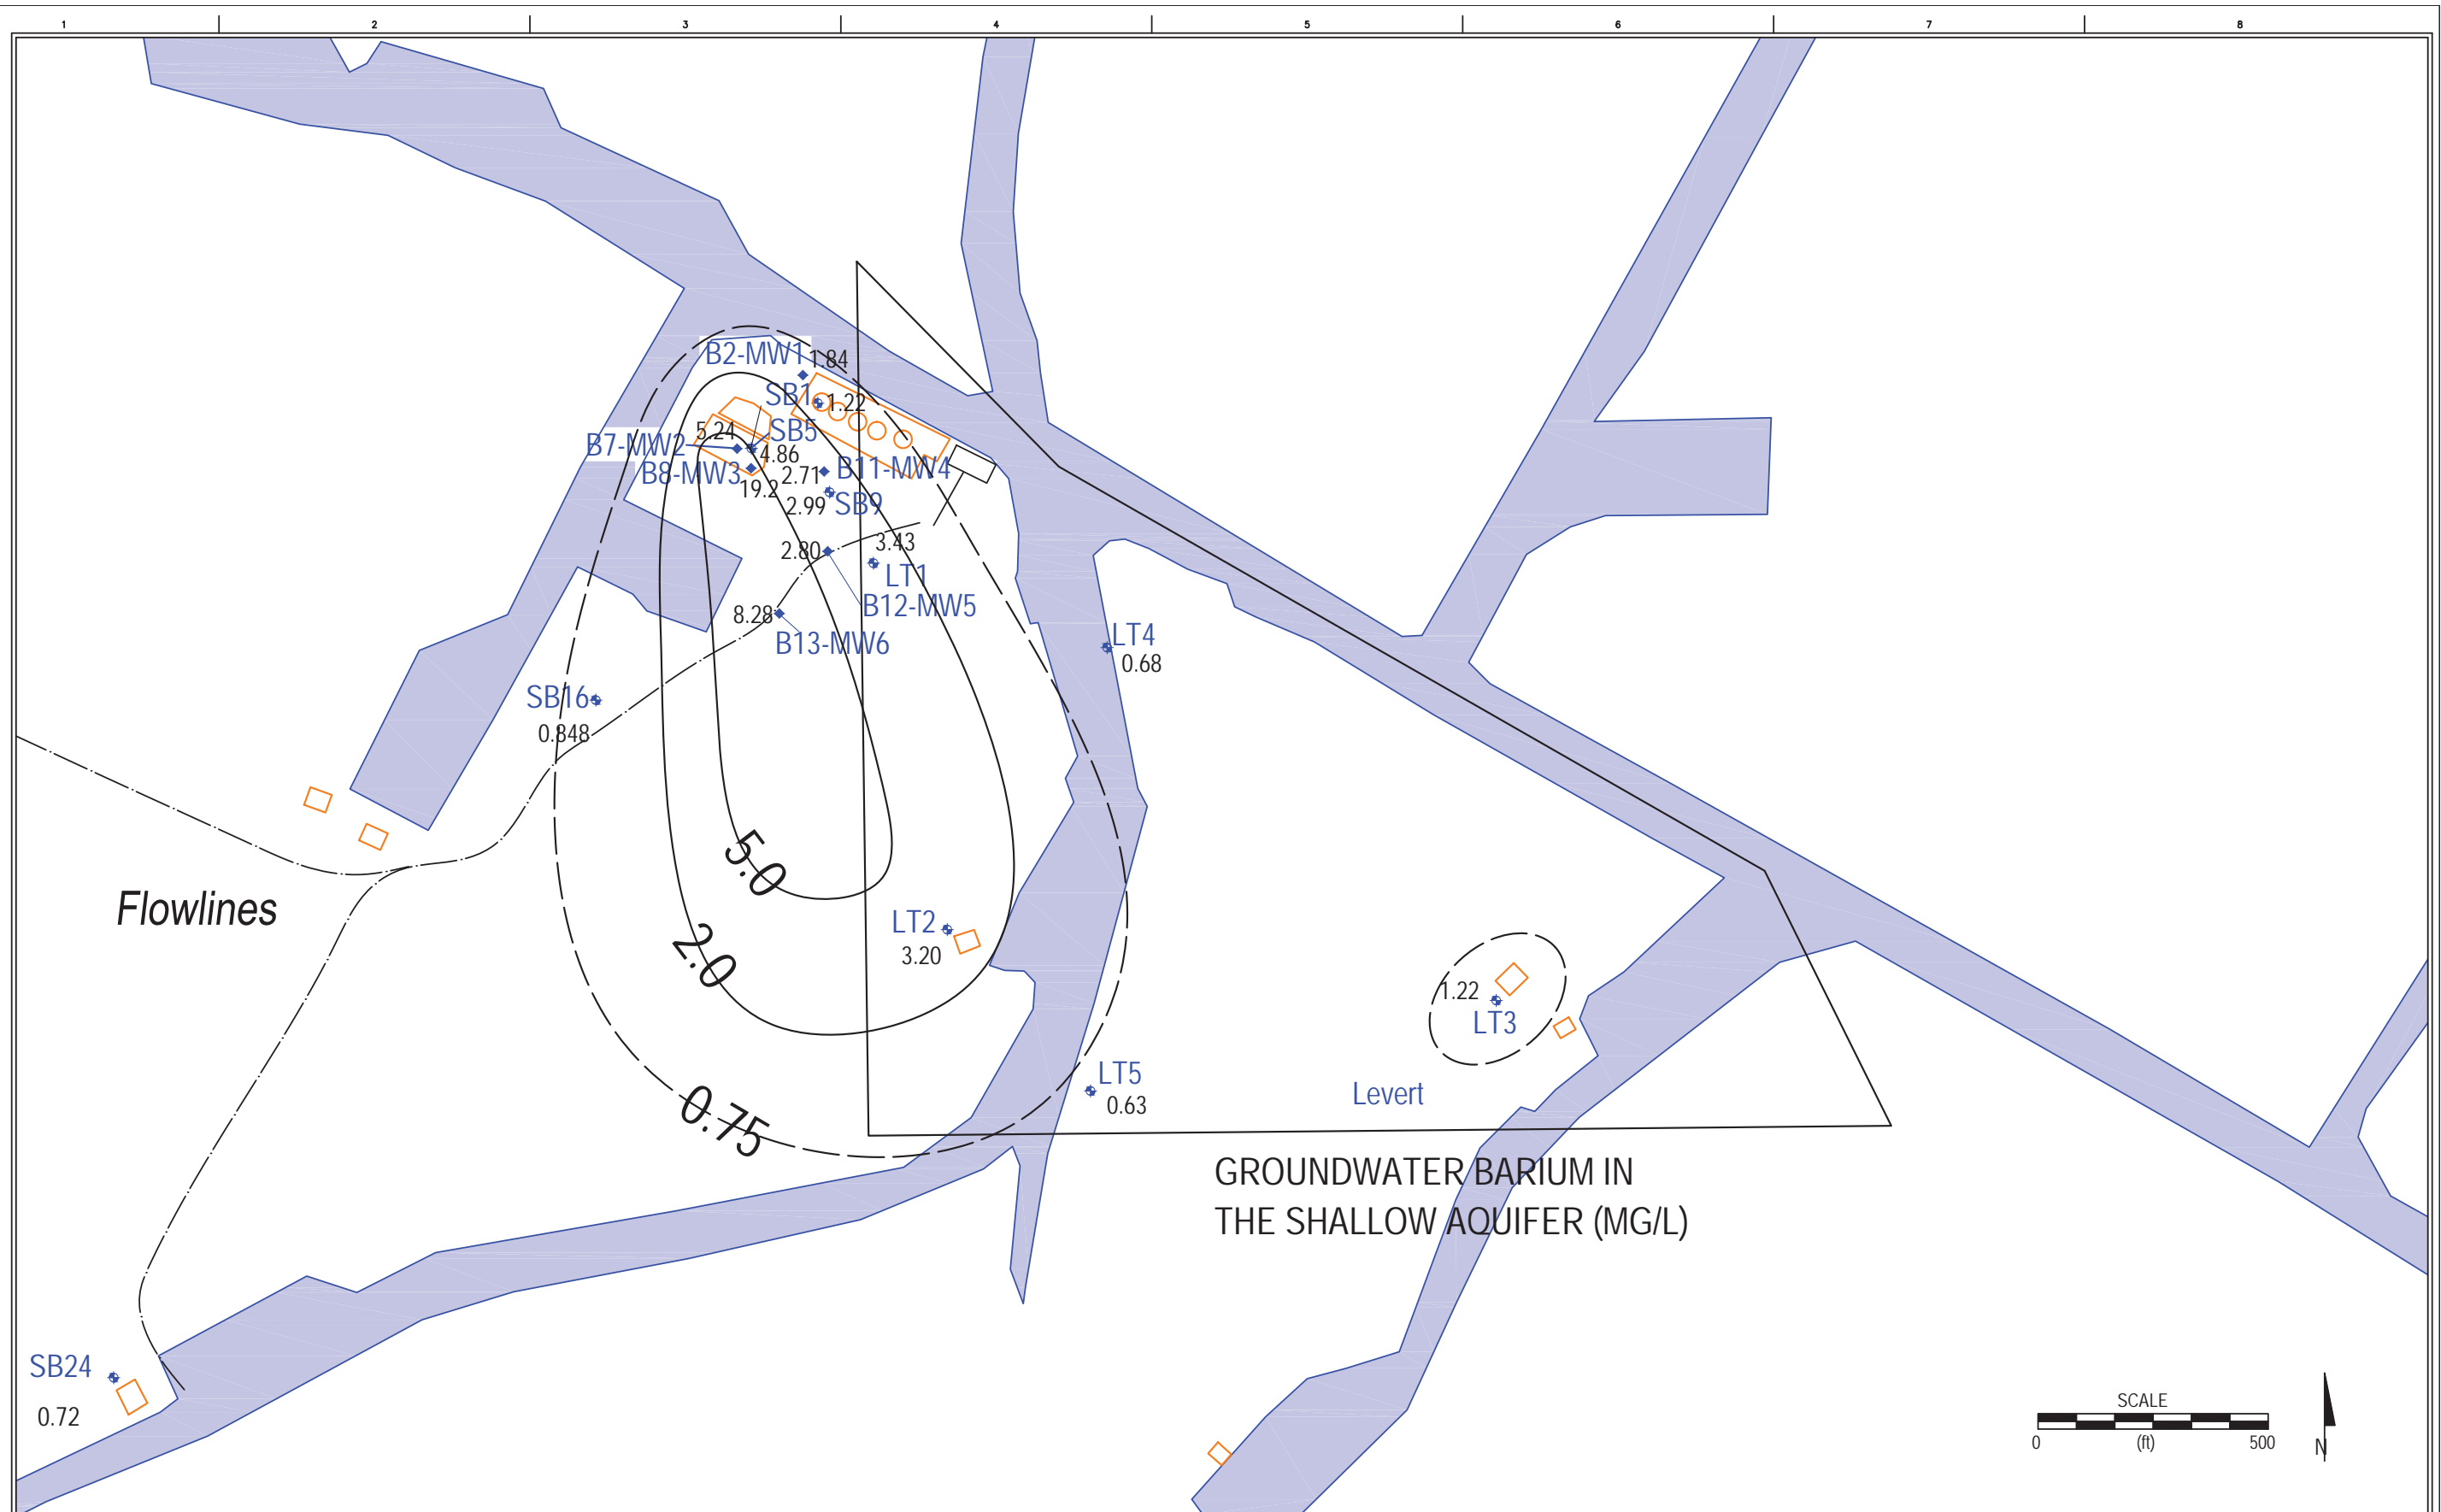 1 2 3 4 5 6 7 8
B2-MW1 1.84
SB1 1.22
5.24 SB5
B7-MW2 4.86
B8-MW3 19.2 2.71 B11-MW4
2.99 SB9
2.80 3.43
LT1
B12-MW5
8.28
B13-MW6
LT4
0.68
SB16
0.848
5.0
Flowlines
LT2
3.20
2.0
1.22
LT3
LT5
0.63
Levert
0.75
GROUNDWATER BARIUM IN
THE SHALLOW AQUIFER (MG/L)
SB24
0.72
SCALE
0 (ft) 500
N